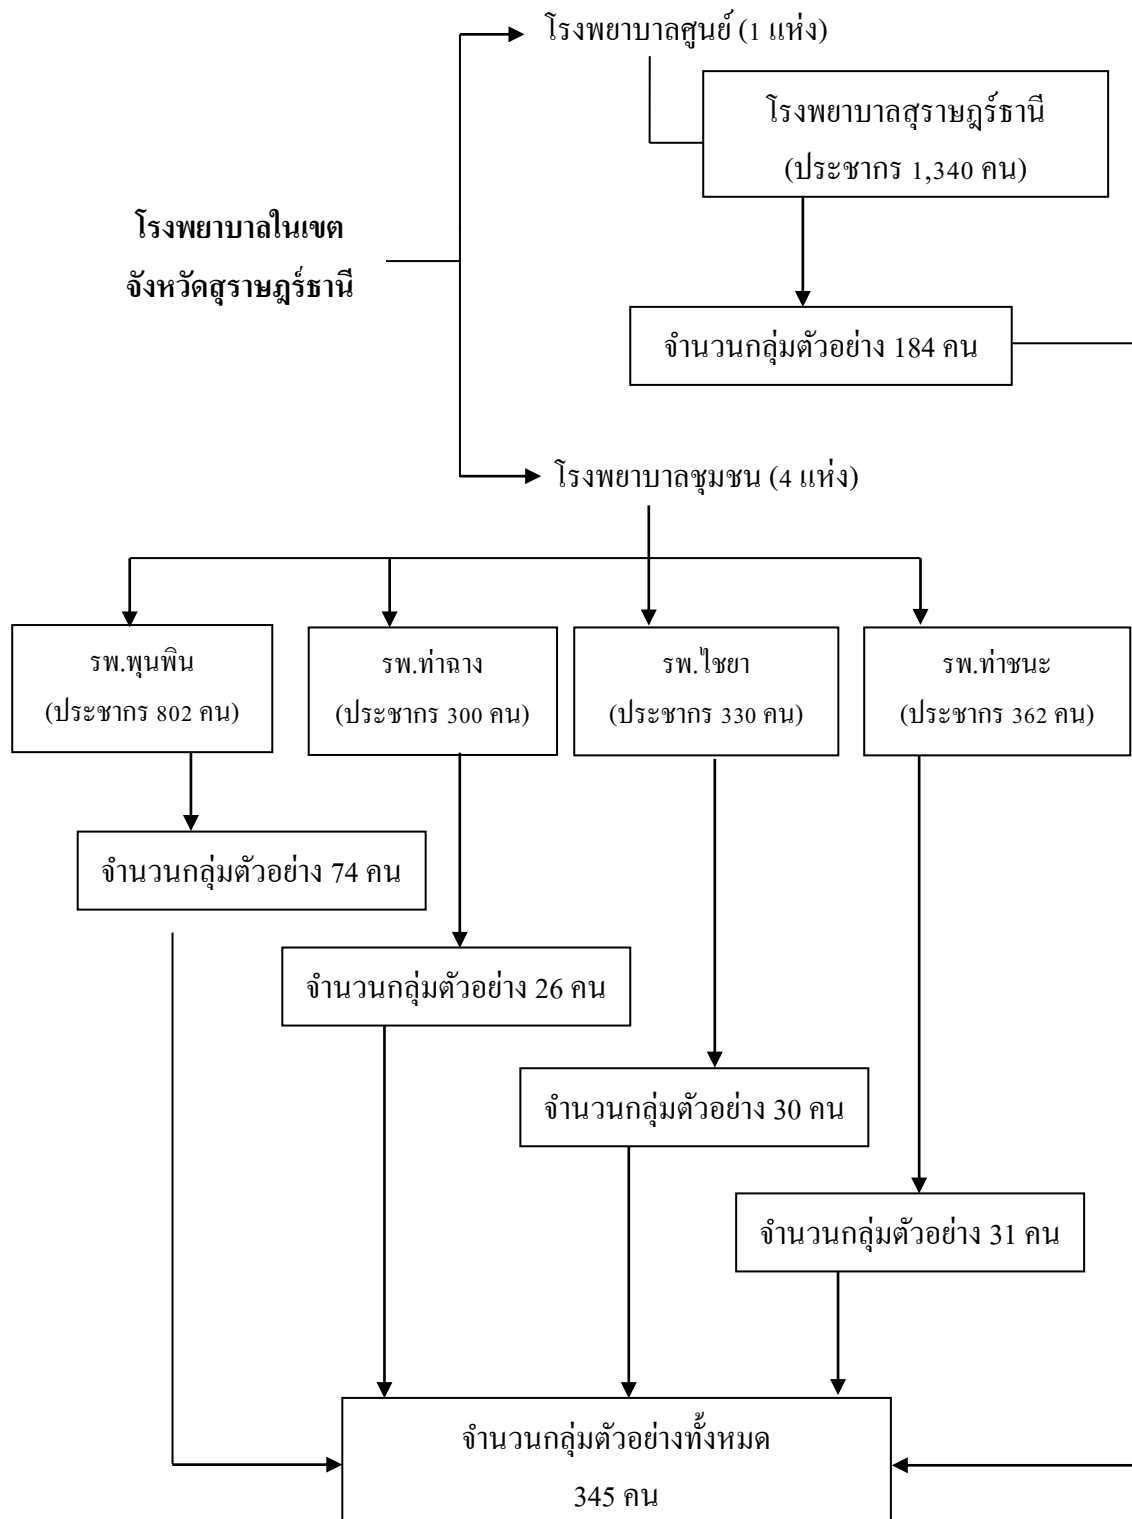 โรงพยาบาลศูนย์ (1 แห่ง)
โรงพยาบาลสุราษฎร์ธานี
(ประชากร 1,340 คน)
โรงพยาบาลในเขต
จังหวัดสุราษฎร์ธานี
จำนวนกลุ่มตัวอย่าง 184 คน
โรงพยาบาลชุมชน (4 แห่ง)
รพ.พุนพิน
(ประชากร 802 คน)
รพ.ท่าฉาง
(ประชากร 300 คน)
รพ.ไชยา
(ประชากร 330 คน)
รพ.ท่าชนะ
(ประชากร 362 คน)
จำนวนกลุ่มตัวอย่าง 74 คน
จำนวนกลุ่มตัวอย่าง 26 คน
จำนวนกลุ่มตัวอย่าง 30 คน
จำนวนกลุ่มตัวอย่าง 31 คน
จำนวนกลุ่มตัวอย่างทั้งหมด
345 คน